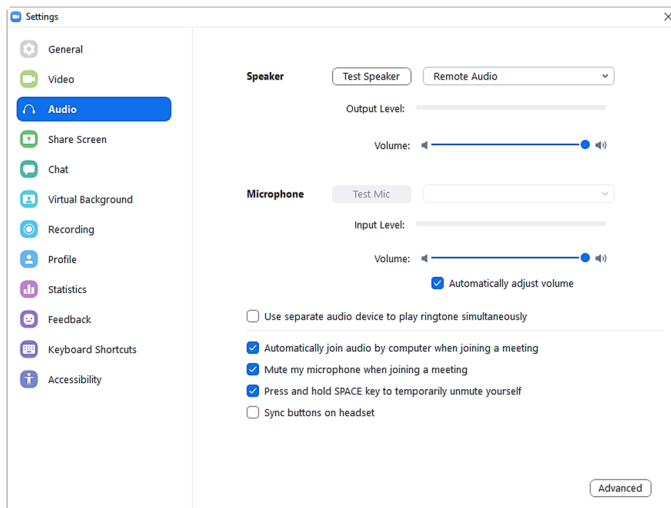 Settings
General
Video
Audio
Share Screen
Chat
Virtual Background
Recording
Profile
Statistics
Feedback
Keyboard Shortcuts
Accessibility
Speaker Test Speaker Remote Audio
Output Level:
Volume:
Microphone Test Mic
Input Level:
Volume:
Automatically adjust volume
Use separate audio device to play ringtone simultaneously
Automatically join audio by computer when joining a meeting
Mute my microphone when joining a meeting
Press and hold SPACE key to temporarily unmute yourself
Sync buttons on headset
Advanced